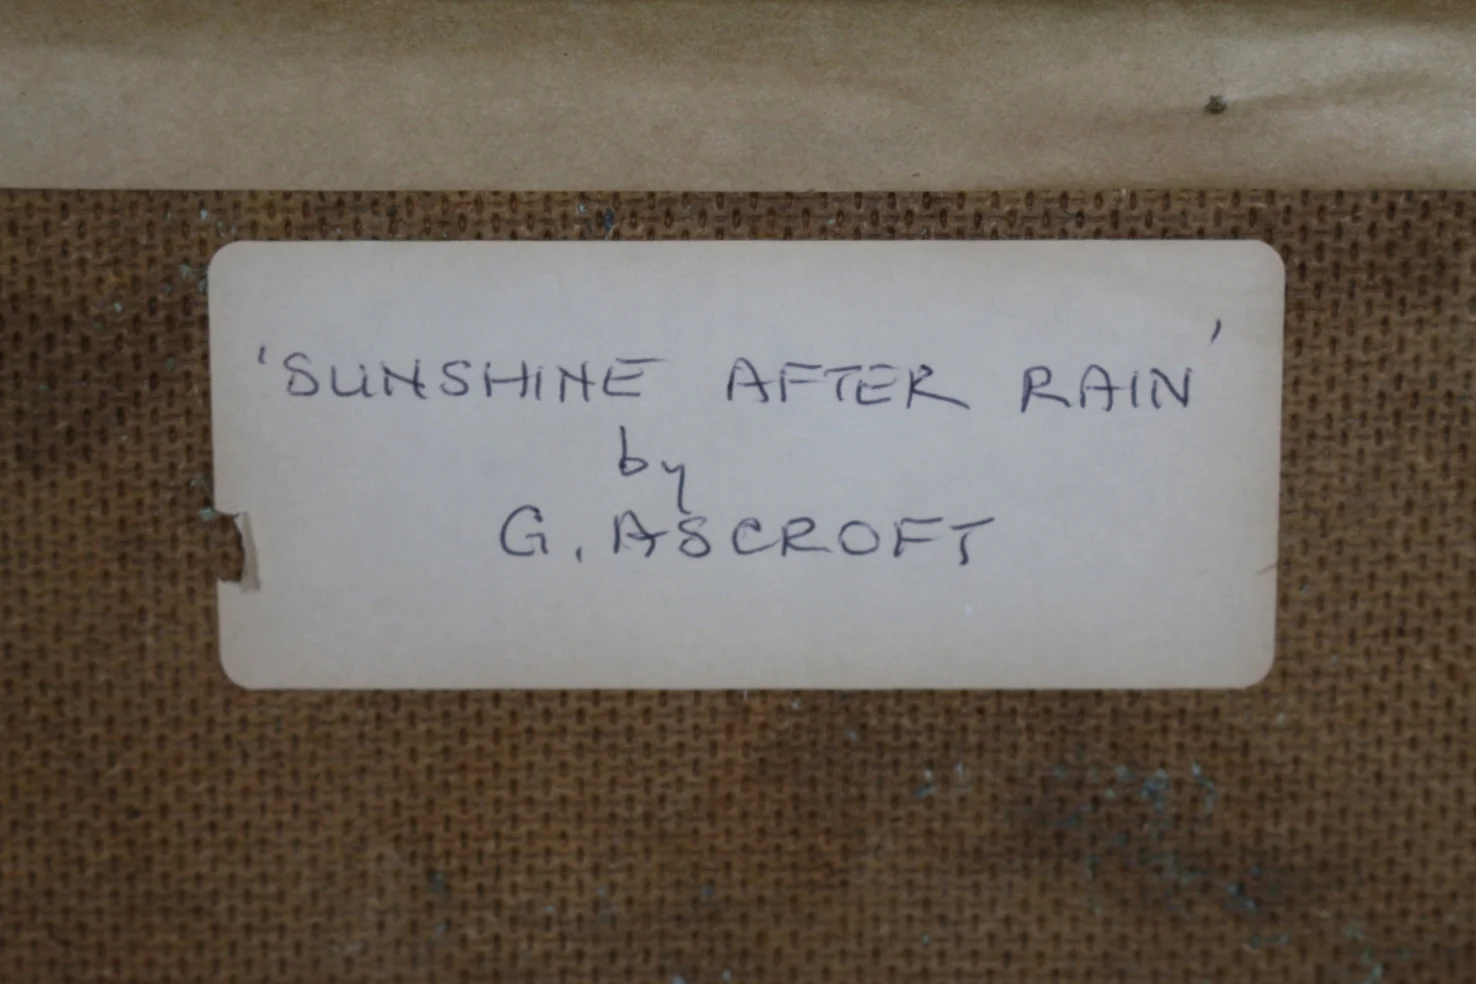 'SUNSHINE AFTER RAIN'
by
G. ASCROFT